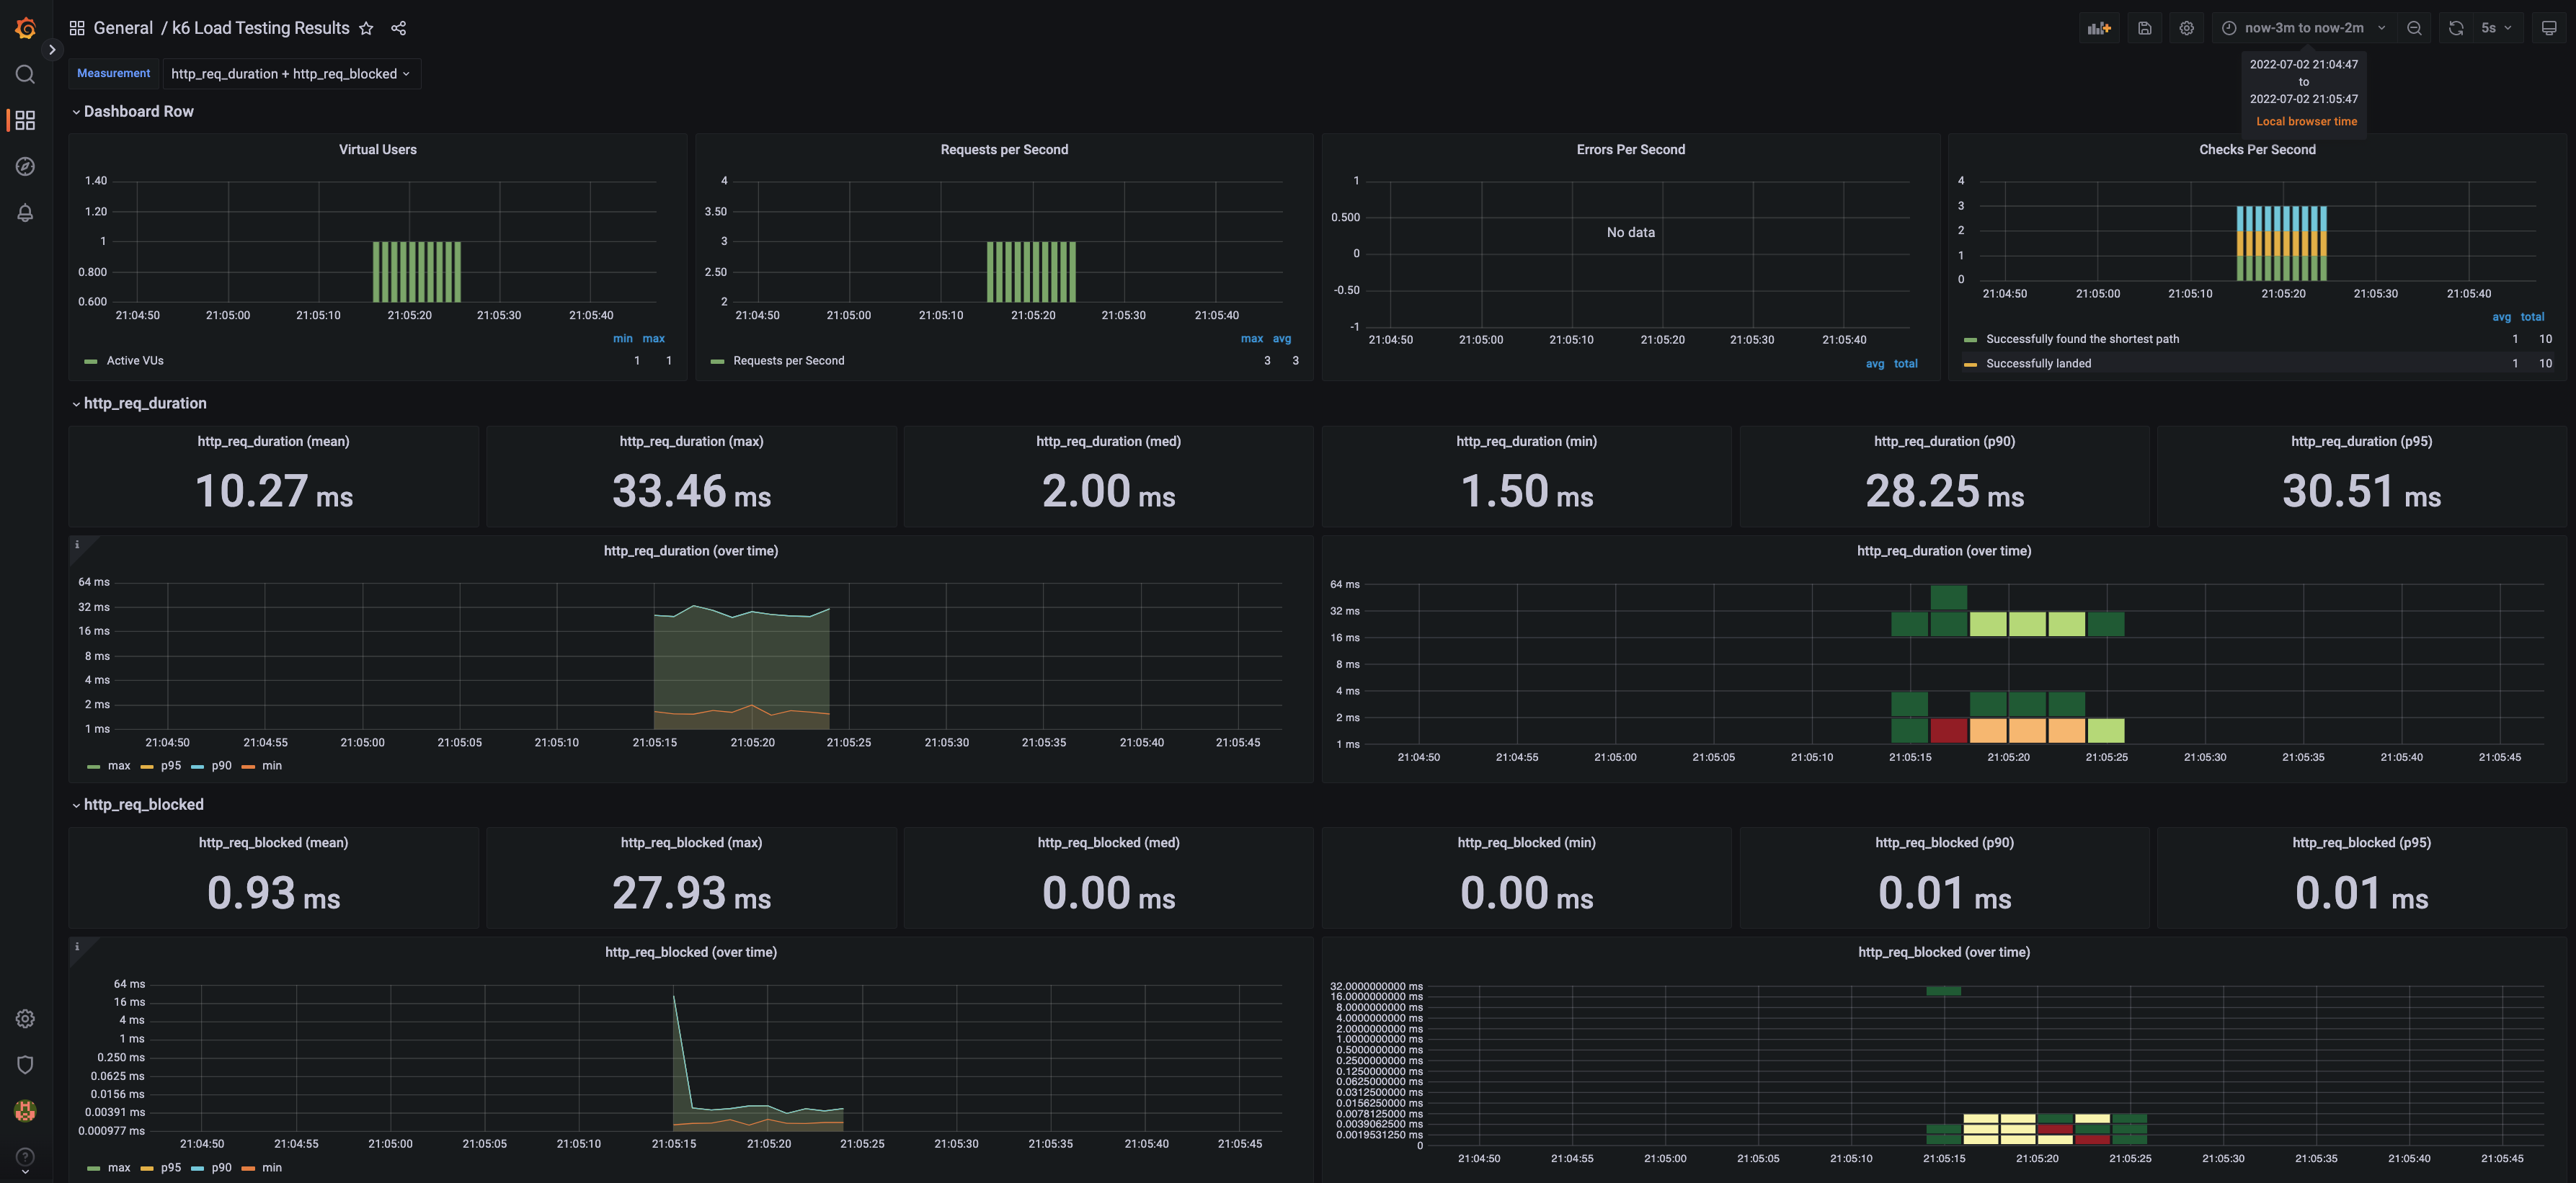 General / k6 Load Testing Results
now-3m to now-2m
5s
2022-07-02 21:04:47
to
2022-07-02 21:05:47
Local browser time
Measurement http_req_duration + http_req_blocked
Dashboard Row
Virtual Users
1.40
1.20
1
0.800
0.600
21:04:50 21:05:00 21:05:10 21:05:20 21:05:30 21:05:40
min max
Active VUs 1 1
Requests per Second
4
3.50
3
2.50
2
21:04:50 21:05:00 21:05:10 21:05:20 21:05:30 21:05:40
max avg
Requests per Second 3 3
Errors Per Second
1
0.500
No data
0
-0.50
-1
21:04:50 21:05:00 21:05:10 21:05:20 21:05:30 21:05:40
avg total
Checks Per Second
4
3
2
1
0
21:04:50 21:05:00 21:05:10 21:05:20 21:05:30 21:05:40
avg total
Successfully found the shortest path 1 10
Successfully landed 1 10
http_req_duration
http_req_duration (mean)
10.27 ms
http_req_duration (max)
33.46 ms
http_req_duration (med)
2.00 ms
http_req_duration (min)
1.50 ms
http_req_duration (p90)
28.25 ms
http_req_duration (p95)
30.51 ms
i
http_req_duration (over time)
64 ms
32 ms
16 ms
8 ms
4 ms
2 ms
1 ms
21:04:50 21:04:55 21:05:00 21:05:05 21:05:10 21:05:15 21:05:20 21:05:25 21:05:30 21:05:35 21:05:40 21:05:45
max p95 p90 min
http_req_duration (over time)
64 ms
32 ms
16 ms
8 ms
4 ms
2 ms
1 ms
21:04:50 21:04:55 21:05:00 21:05:05 21:05:10 21:05:15 21:05:20 21:05:25 21:05:30 21:05:35 21:05:40 21:05:45
http_req_blocked
http_req_blocked (mean)
0.93 ms
http_req_blocked (max)
27.93 ms
http_req_blocked (med)
0.00 ms
http_req_blocked (min)
0.00 ms
http_req_blocked (p90)
0.01 ms
http_req_blocked (p95)
0.01 ms
i
http_req_blocked (over time)
64 ms
16 ms
4 ms
1 ms
0.250 ms
0.0625 ms
0.0156 ms
0.00391 ms
0.000977 ms
21:04:50 21:04:55 21:05:00 21:05:05 21:05:10 21:05:15 21:05:20 21:05:25 21:05:30 21:05:35 21:05:40 21:05:45
max p95 p90 min
http_req_blocked (over time)
32.0000000000 ms
16.0000000000 ms
8.0000000000 ms
4.0000000000 ms
2.0000000000 ms
1.0000000000 ms
0.5000000000 ms
0.2500000000 ms
0.1250000000 ms
0.0625000000 ms
0.0312500000 ms
0.0156250000 ms
0.0078125000 ms
0.0039062500 ms
0.0019531250 ms
0
21:04:50 21:04:55 21:05:00 21:05:05 21:05:10 21:05:15 21:05:20 21:05:25 21:05:30 21:05:35 21:05:40 21:05:45